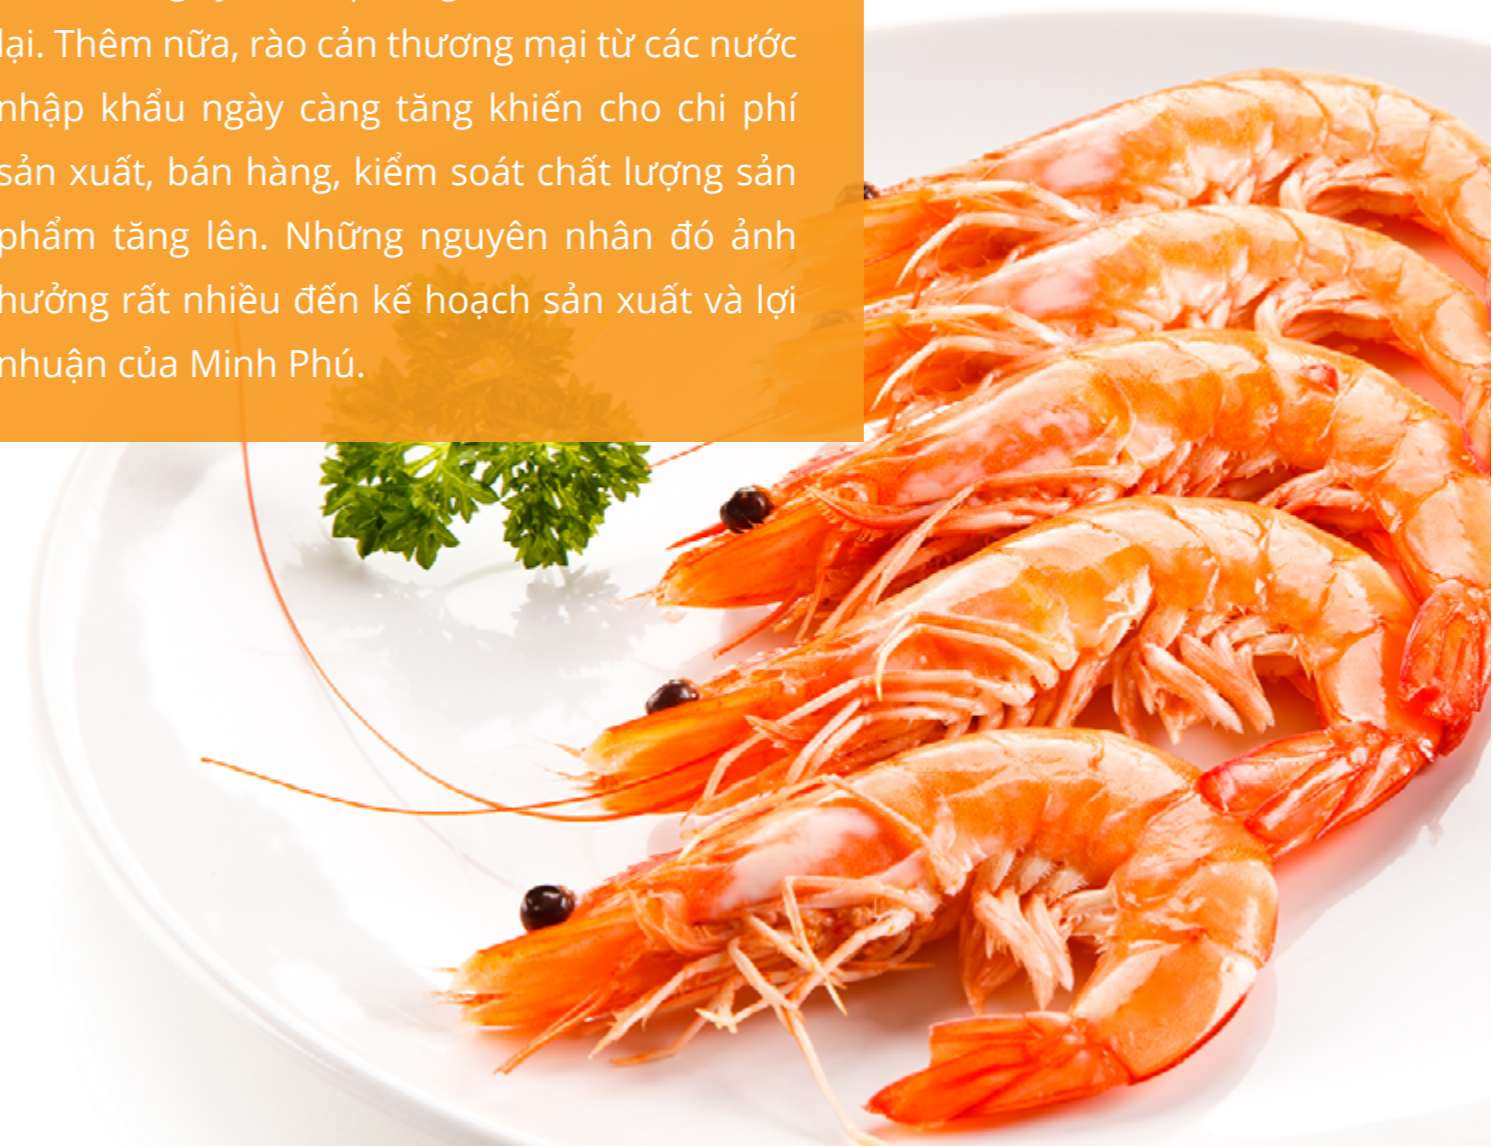 lại. Thêm nữa, rào cản thương mại từ các nước
nhập khẩu ngày càng tăng khiến cho chi phí
sản xuất, bán hàng, kiểm soát chất lượng sản
phẩm tăng lên. Những nguyên nhân đó ảnh
hưởng rất nhiều đến kế hoạch sản xuất và lợi
nhuận của Minh Phú.